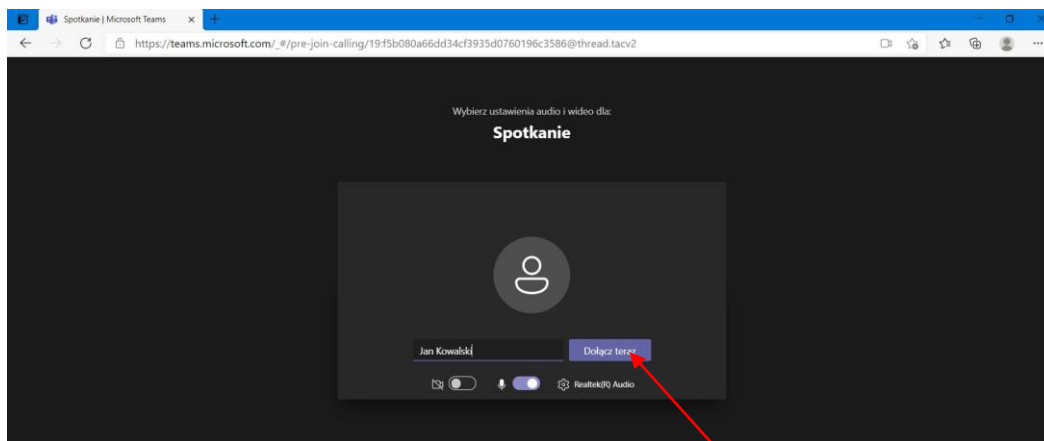 Spotkanie | Microsoft Teams
https://teams.microsoft.com/_#/pre-join-calling/19:f5b080a66dd34cf3935d0760196c3586@thread.tacv2
Wybierz ustawienia audio i wideo dla:
Spotkanie
Jan Kowalski
Dołącz teraz
Realtek(R) Audio